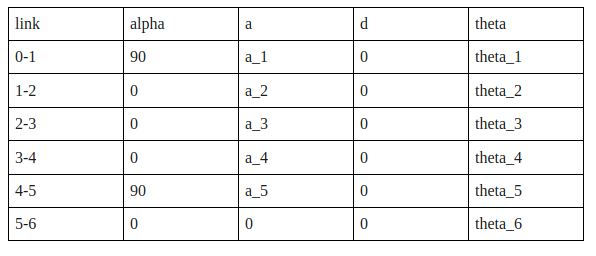 link alpha a d theta
0-1 90 a_1 0 theta_1
1-2 0 a_2 0 theta_2
2-3 0 a_3 0 theta_3
3-4 0 a_4 0 theta_4
4-5 90 a_5 0 theta_5
5-6 0 0 0 theta_6